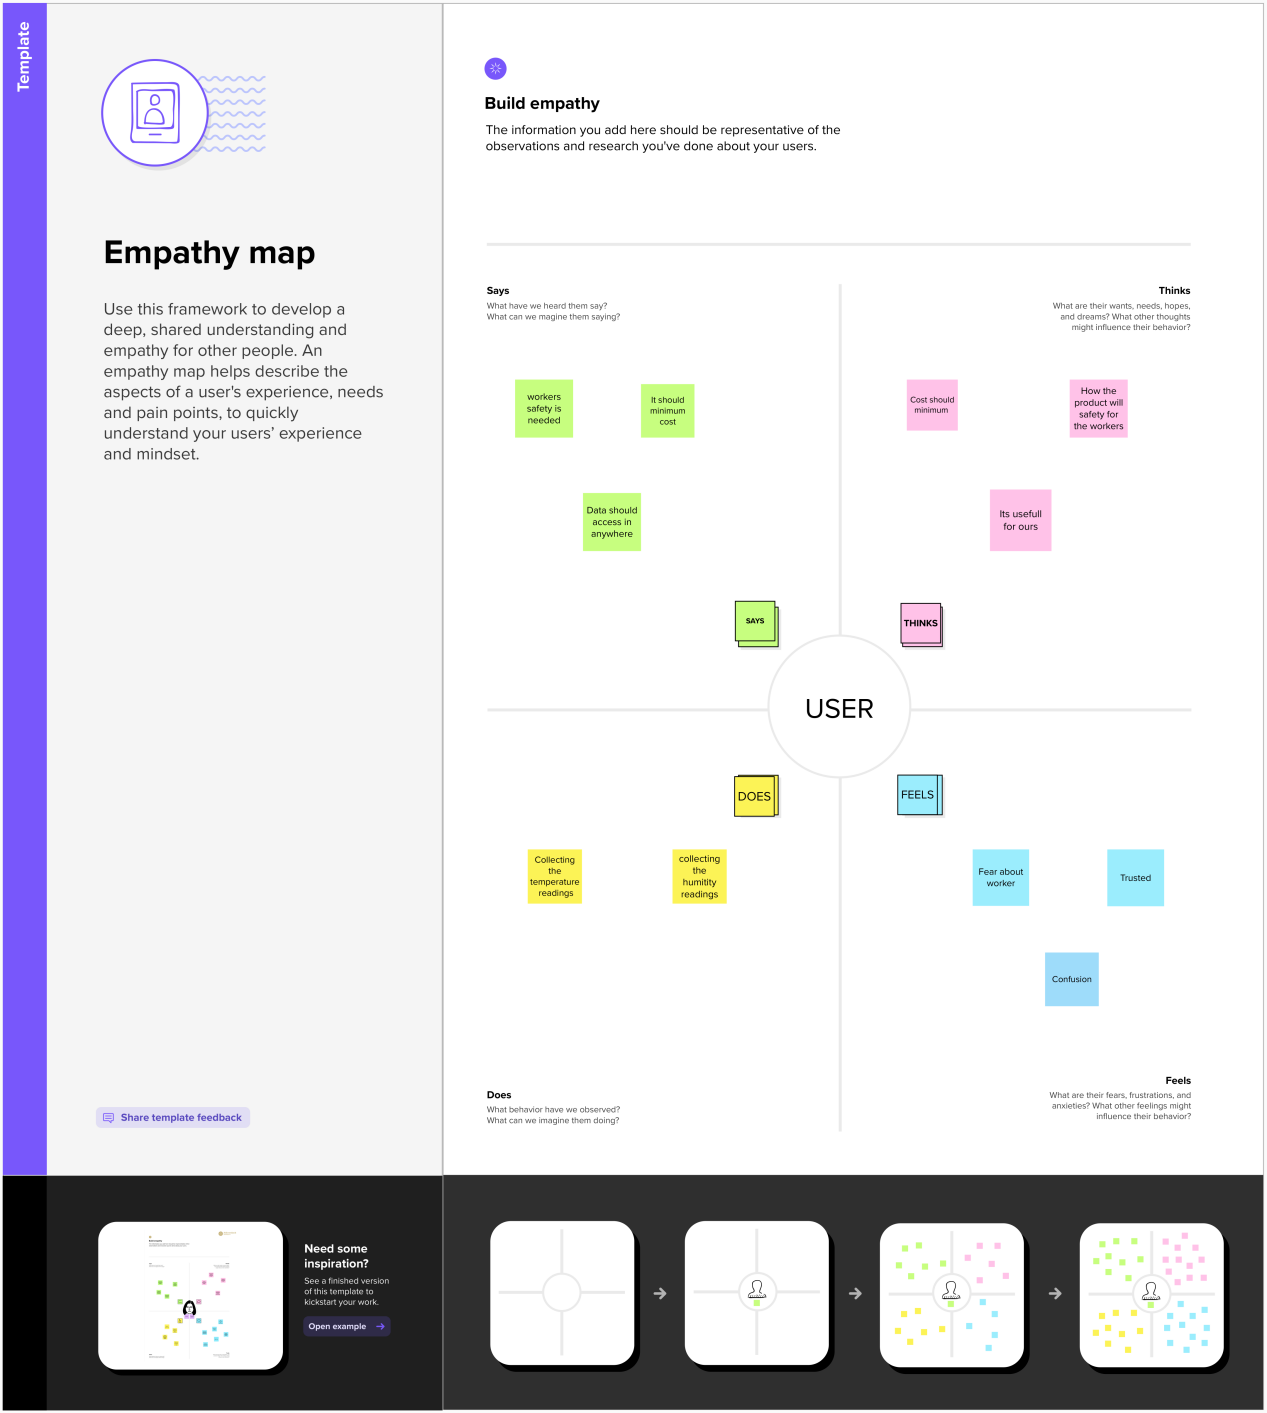 Template
Empathy map
Use this framework to develop a
deep, shared understanding and
empathy for other people. An
empathy map helps describe the
aspects of a user's experience, needs
and pain points, to quickly
understand your users’ experience
and mindset.
Share template feedback
Build empathy
The information you add here should be representative of the
observations and research you've done about your users.
Says
What have we heard them say?
What can we magine them saying?
Thinks
What are their wants, needs, hopes,
and dreams? What other thoughts
might influence their behavior?
workers
safety is
needed
It should
minimum
cost
Data should
access in
anywhere
Cost should
minimum
How the
product will
safety for
the workers
Its usefull
for ours
SAYS
THINKS
USER
DOES
FEELS
Collecting
the
temperature
readings
collecting
the
humitity
readings
Fear about
worker
Trusted
Confusion
Does
What behavior have we observed?
What can we imagine them doing?
Feels
What are their fears, frustrations, and
anxieties? What other feelings might
influence their behavior?
Need some
inspiration?
See a finished version
of this template to
kickstart your work.
Open example